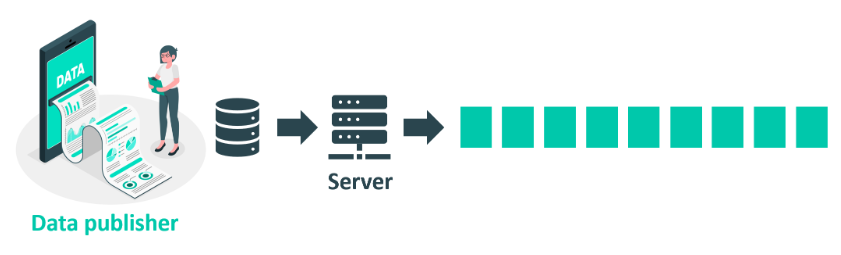 DATA
Server
Data publisher